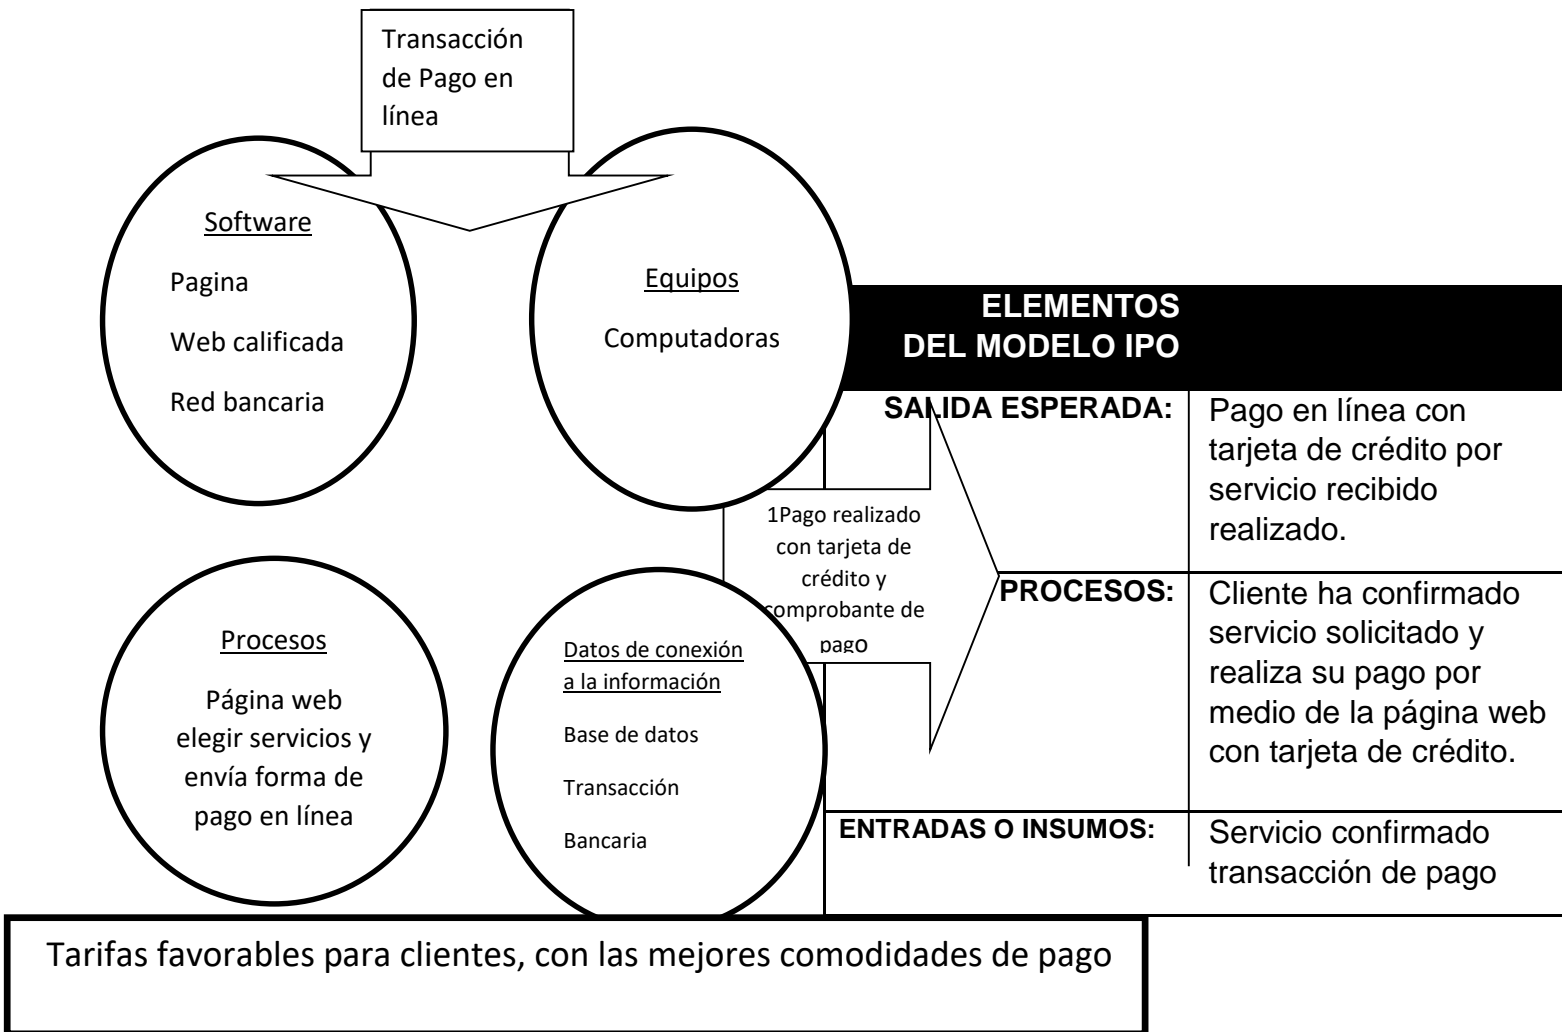 Transacción
de Pago en
línea
Software
Pagina
Web calificada
Red bancaria
Equipos
Computadoras
ELEMENTOS
DEL MODELO IPO
SALIDA ESPERADA:
Pago en línea con
tarjeta de crédito por
servicio recibido
realizado.
1Pago realizado
con tarjeta de
crédito y
comprobante de
pago
PROCESOS:
Cliente ha confirmado
servicio solicitado y
realiza su pago por
medio de la página web
con tarjeta de crédito.
Procesos
Página web
elegir servicios y
envía forma de
pago en línea
Datos de conexión
a la información
Base de datos
Transacción
Bancaria
ENTRADAS O INSUMOS:
Servicio confirmado
transacción de pago
Tarifas favorables para clientes, con las mejores comodidades de pago